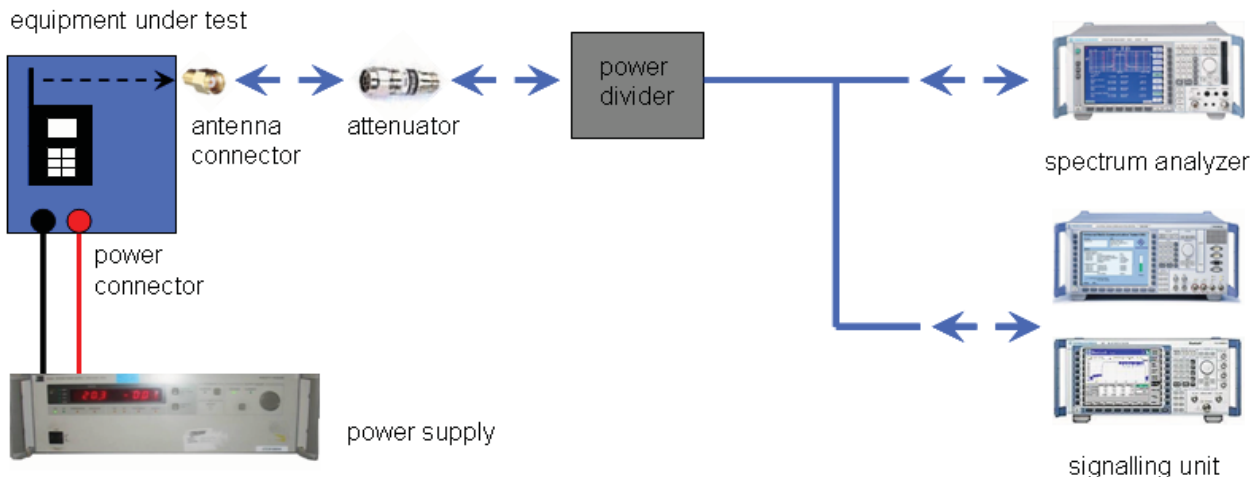 equipment under test
power
divider
antenna
connector
attenuator
spectrum analyzer
power
connector
power supply
signalling unit